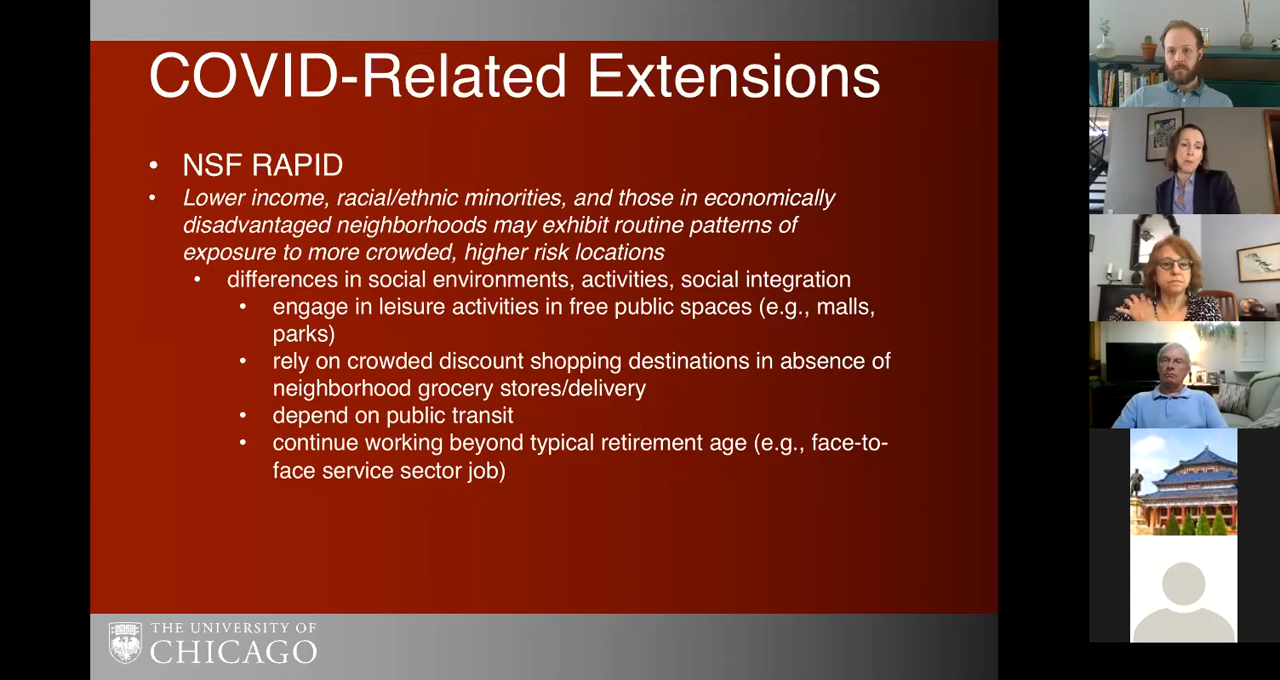 COVID-Related Extensions
• NSF RAPID
• Lower income, racial/ethnic minorities, and those in economically
disadvantaged neighborhoods may exhibit routine patterns of
exposure to more crowded, higher risk locations
• differences in social environments, activities, social integration
• engage in leisure activities in free public spaces (e.g., malls,
parks)
• rely on crowded discount shopping destinations in absence of
neighborhood grocery stores/delivery
• depend on public transit
• continue working beyond typical retirement age (e.g., face-to-
face service sector job)
THE UNIVERSITY OF
CHICAGO